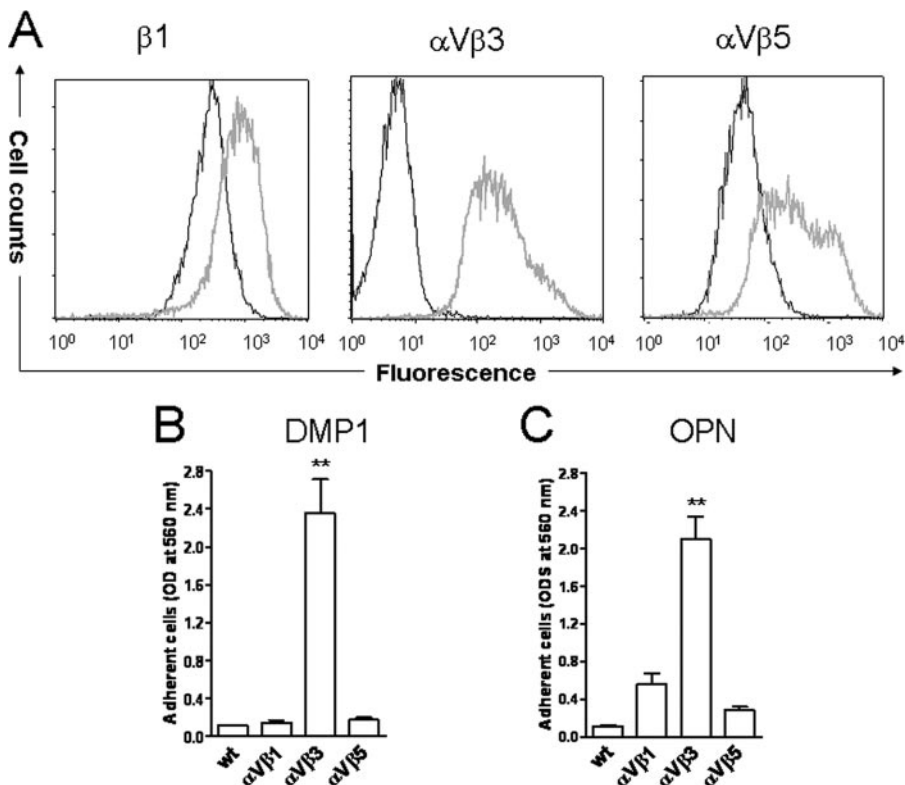 A
β1
αVβ3
αVβ5
Cell counts
10⁰ 10¹ 10² 10³ 10⁴
10⁰ 10¹ 10² 10³ 10⁴
10⁰ 10¹ 10² 10³ 10⁴
Fluorescence
B
DMP1
Adherent cells (OD at 560 nm)
2.8
2.4
2.0
1.6
1.2
0.8
0.4
0.0
**
wt αVβ1 αVβ3 αVβ5
C
OPN
Adherent cells (ODS at 560 nm)
2.8
2.4
2.0
1.6
1.2
0.8
0.4
0.0
**
wt αVβ1 αVβ3 αVβ5